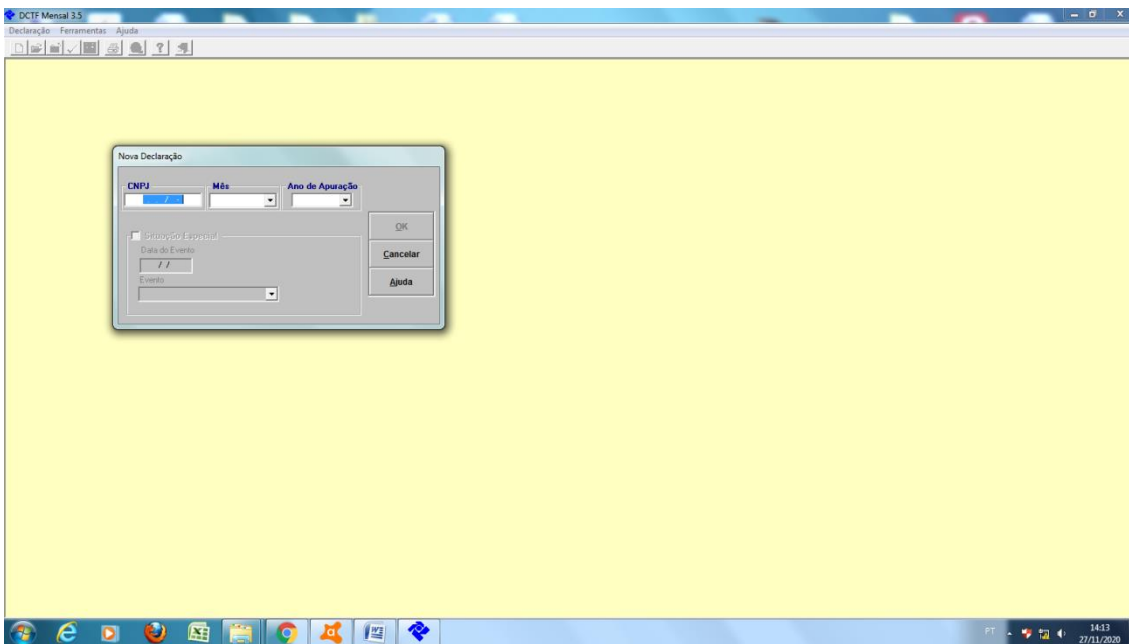 DCTF Mensal 3.5
Declaração Ferramentas Ajuda
Nova Declaração
CNPJ Mês Ano de Apuração
. . / -
Situação Especial
Data do Evento
/ /
Evento
OK
Cancelar
Ajuda
PT 14:13
27/11/2020